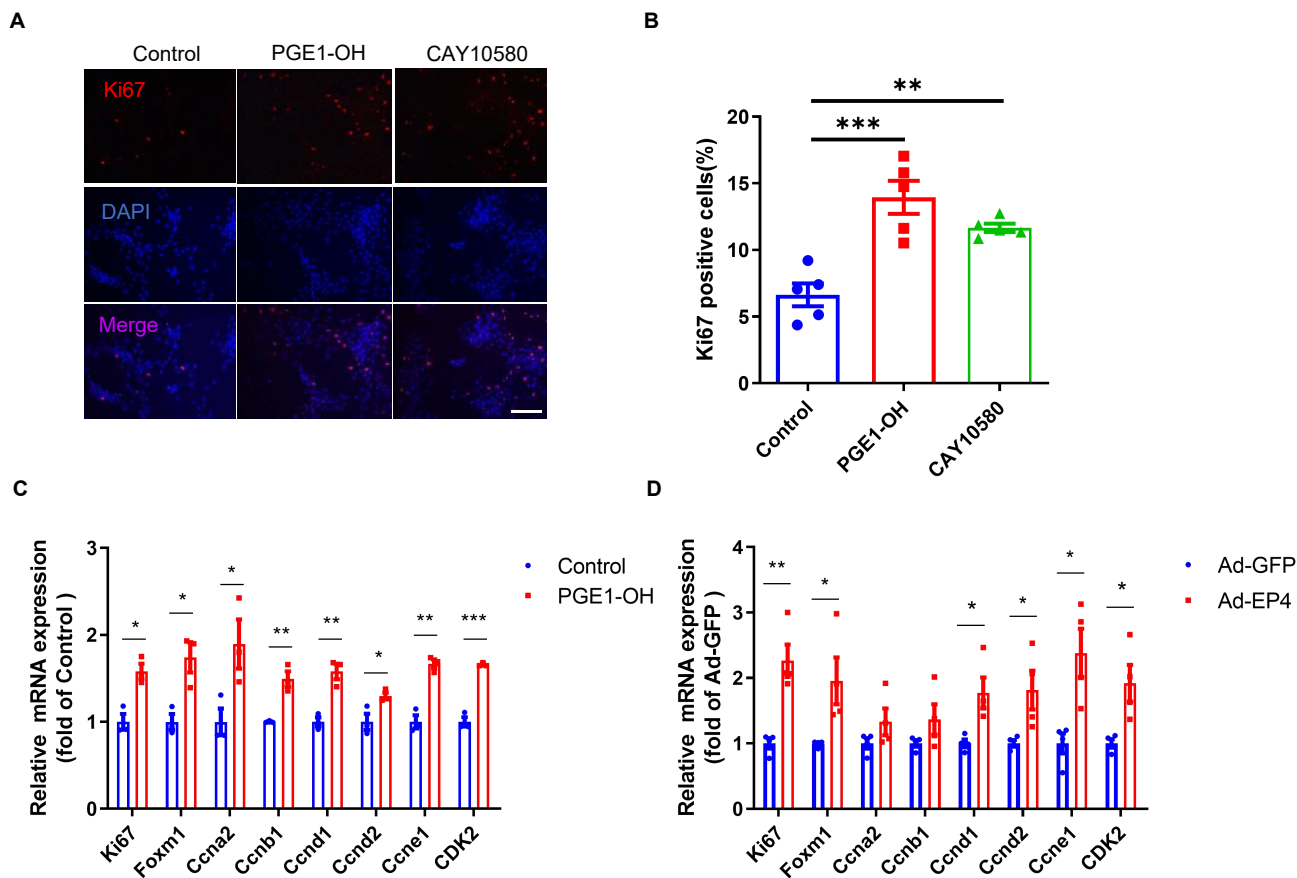 A
Control PGE1-OH CAY10580
Ki67
DAPI
Merge
B
**
***
Ki67 positive cells(%)
20
15
10
5
0
Control
PGE1-OH
CAY10580
C
Relative mRNA expression
(fold of Control )
3
2
1
0
* * * ** ** * ** ***
Control
PGE1-OH
Ki67
Foxm1
Ccna2
Ccnb1
Ccnd1
Ccnd2
Ccne1
CDK2
D
Relative mRNA expression
(fold of Ad-GFP )
4
3
2
1
0
** * * * * *
Ad-GFP
Ad-EP4
Ki67
Foxm1
Ccna2
Ccnb1
Ccnd1
Ccnd2
Ccne1
CDK2